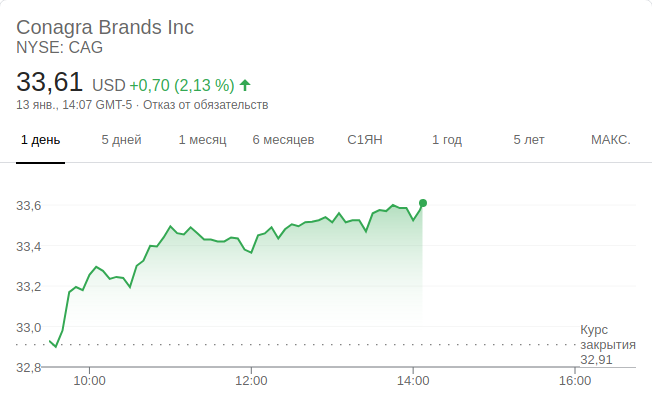 Conagra Brands Inc
NYSE: CAG
33,61 USD +0,70 (2,13 %)
13 янв., 14:07 GMT-5 · Отказ от обязательств
1 день 5 дней 1 месяц 6 месяцев С1ЯН 1 год 5 лет МАКС.
33,6
33,4
33,2
33,0
32,8
Курс
закрытия
32,91
10:00 12:00 14:00 16:00